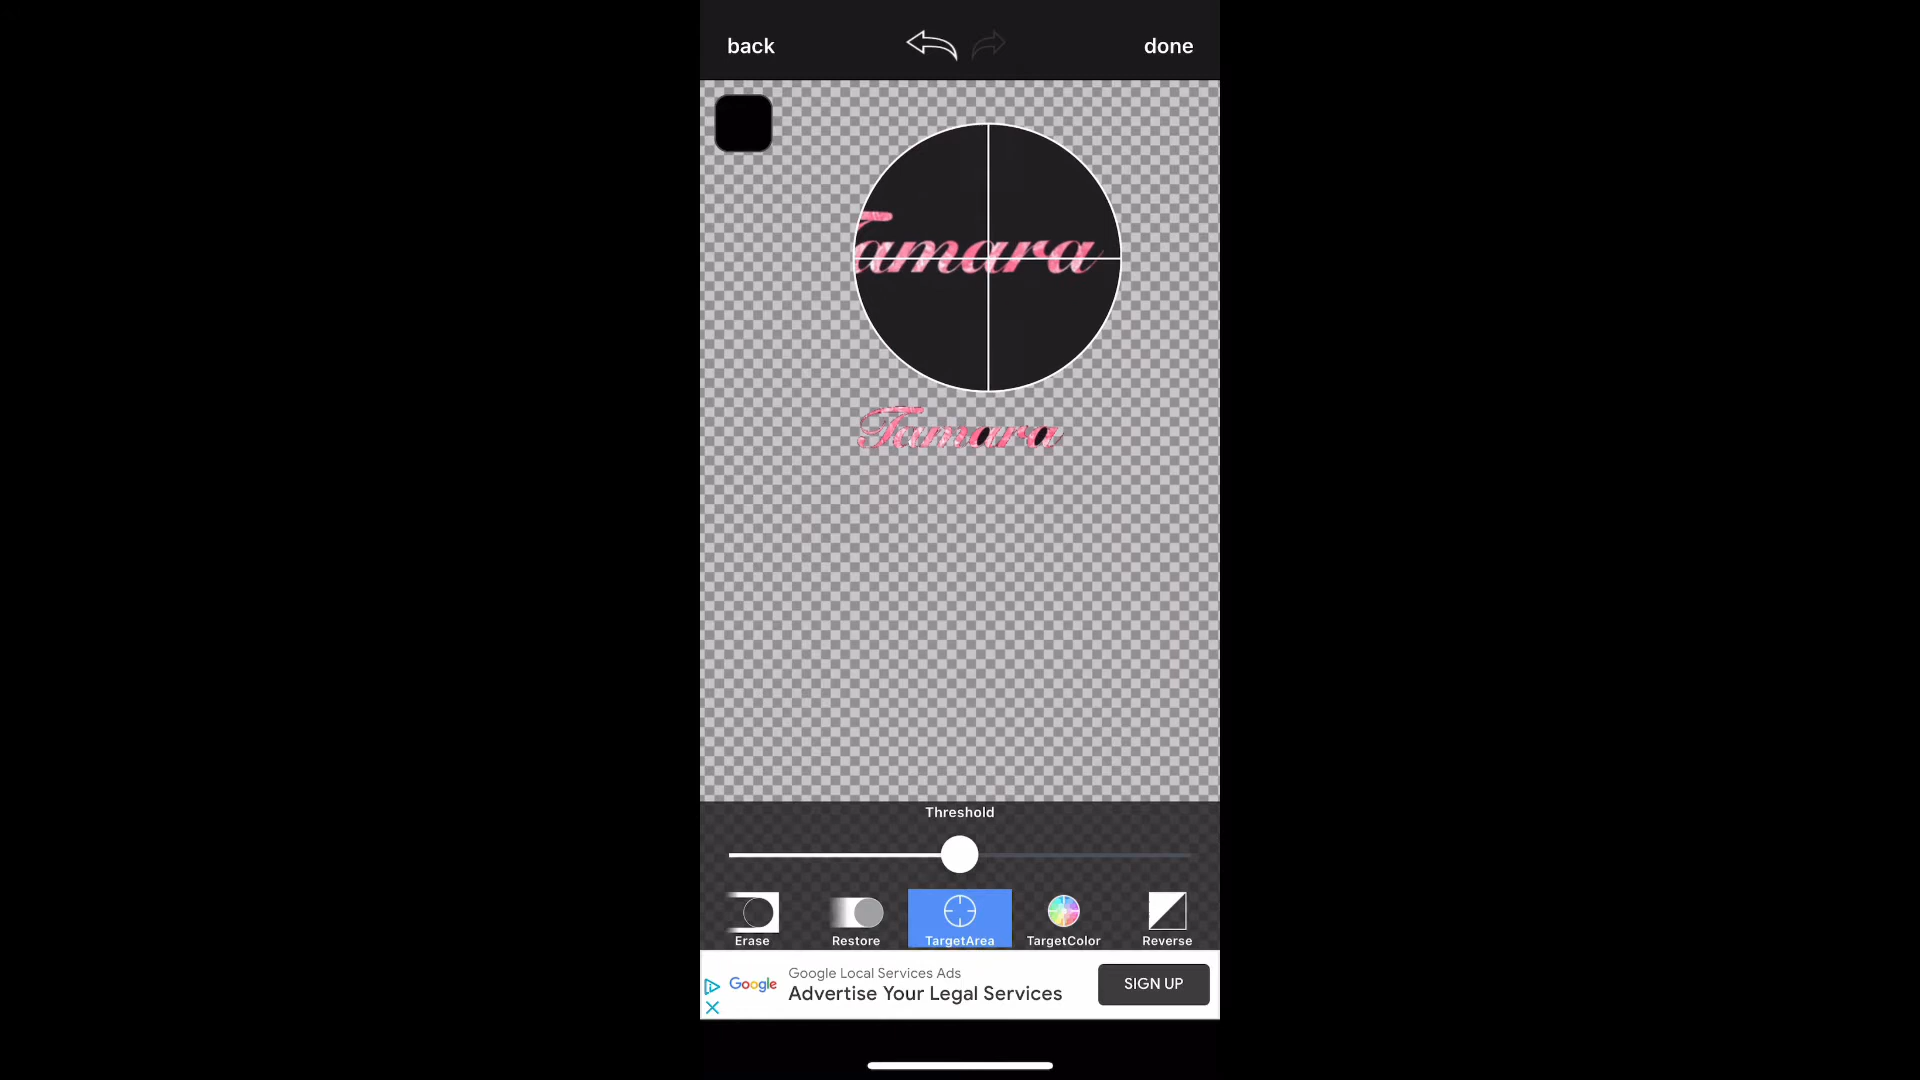 back
done
Tamara
Tamara
Threshold
Erase
Restore
TargetArea
TargetColor
Reverse
Google
Google Local Services Ads
Advertise Your Legal Services
SIGN UP